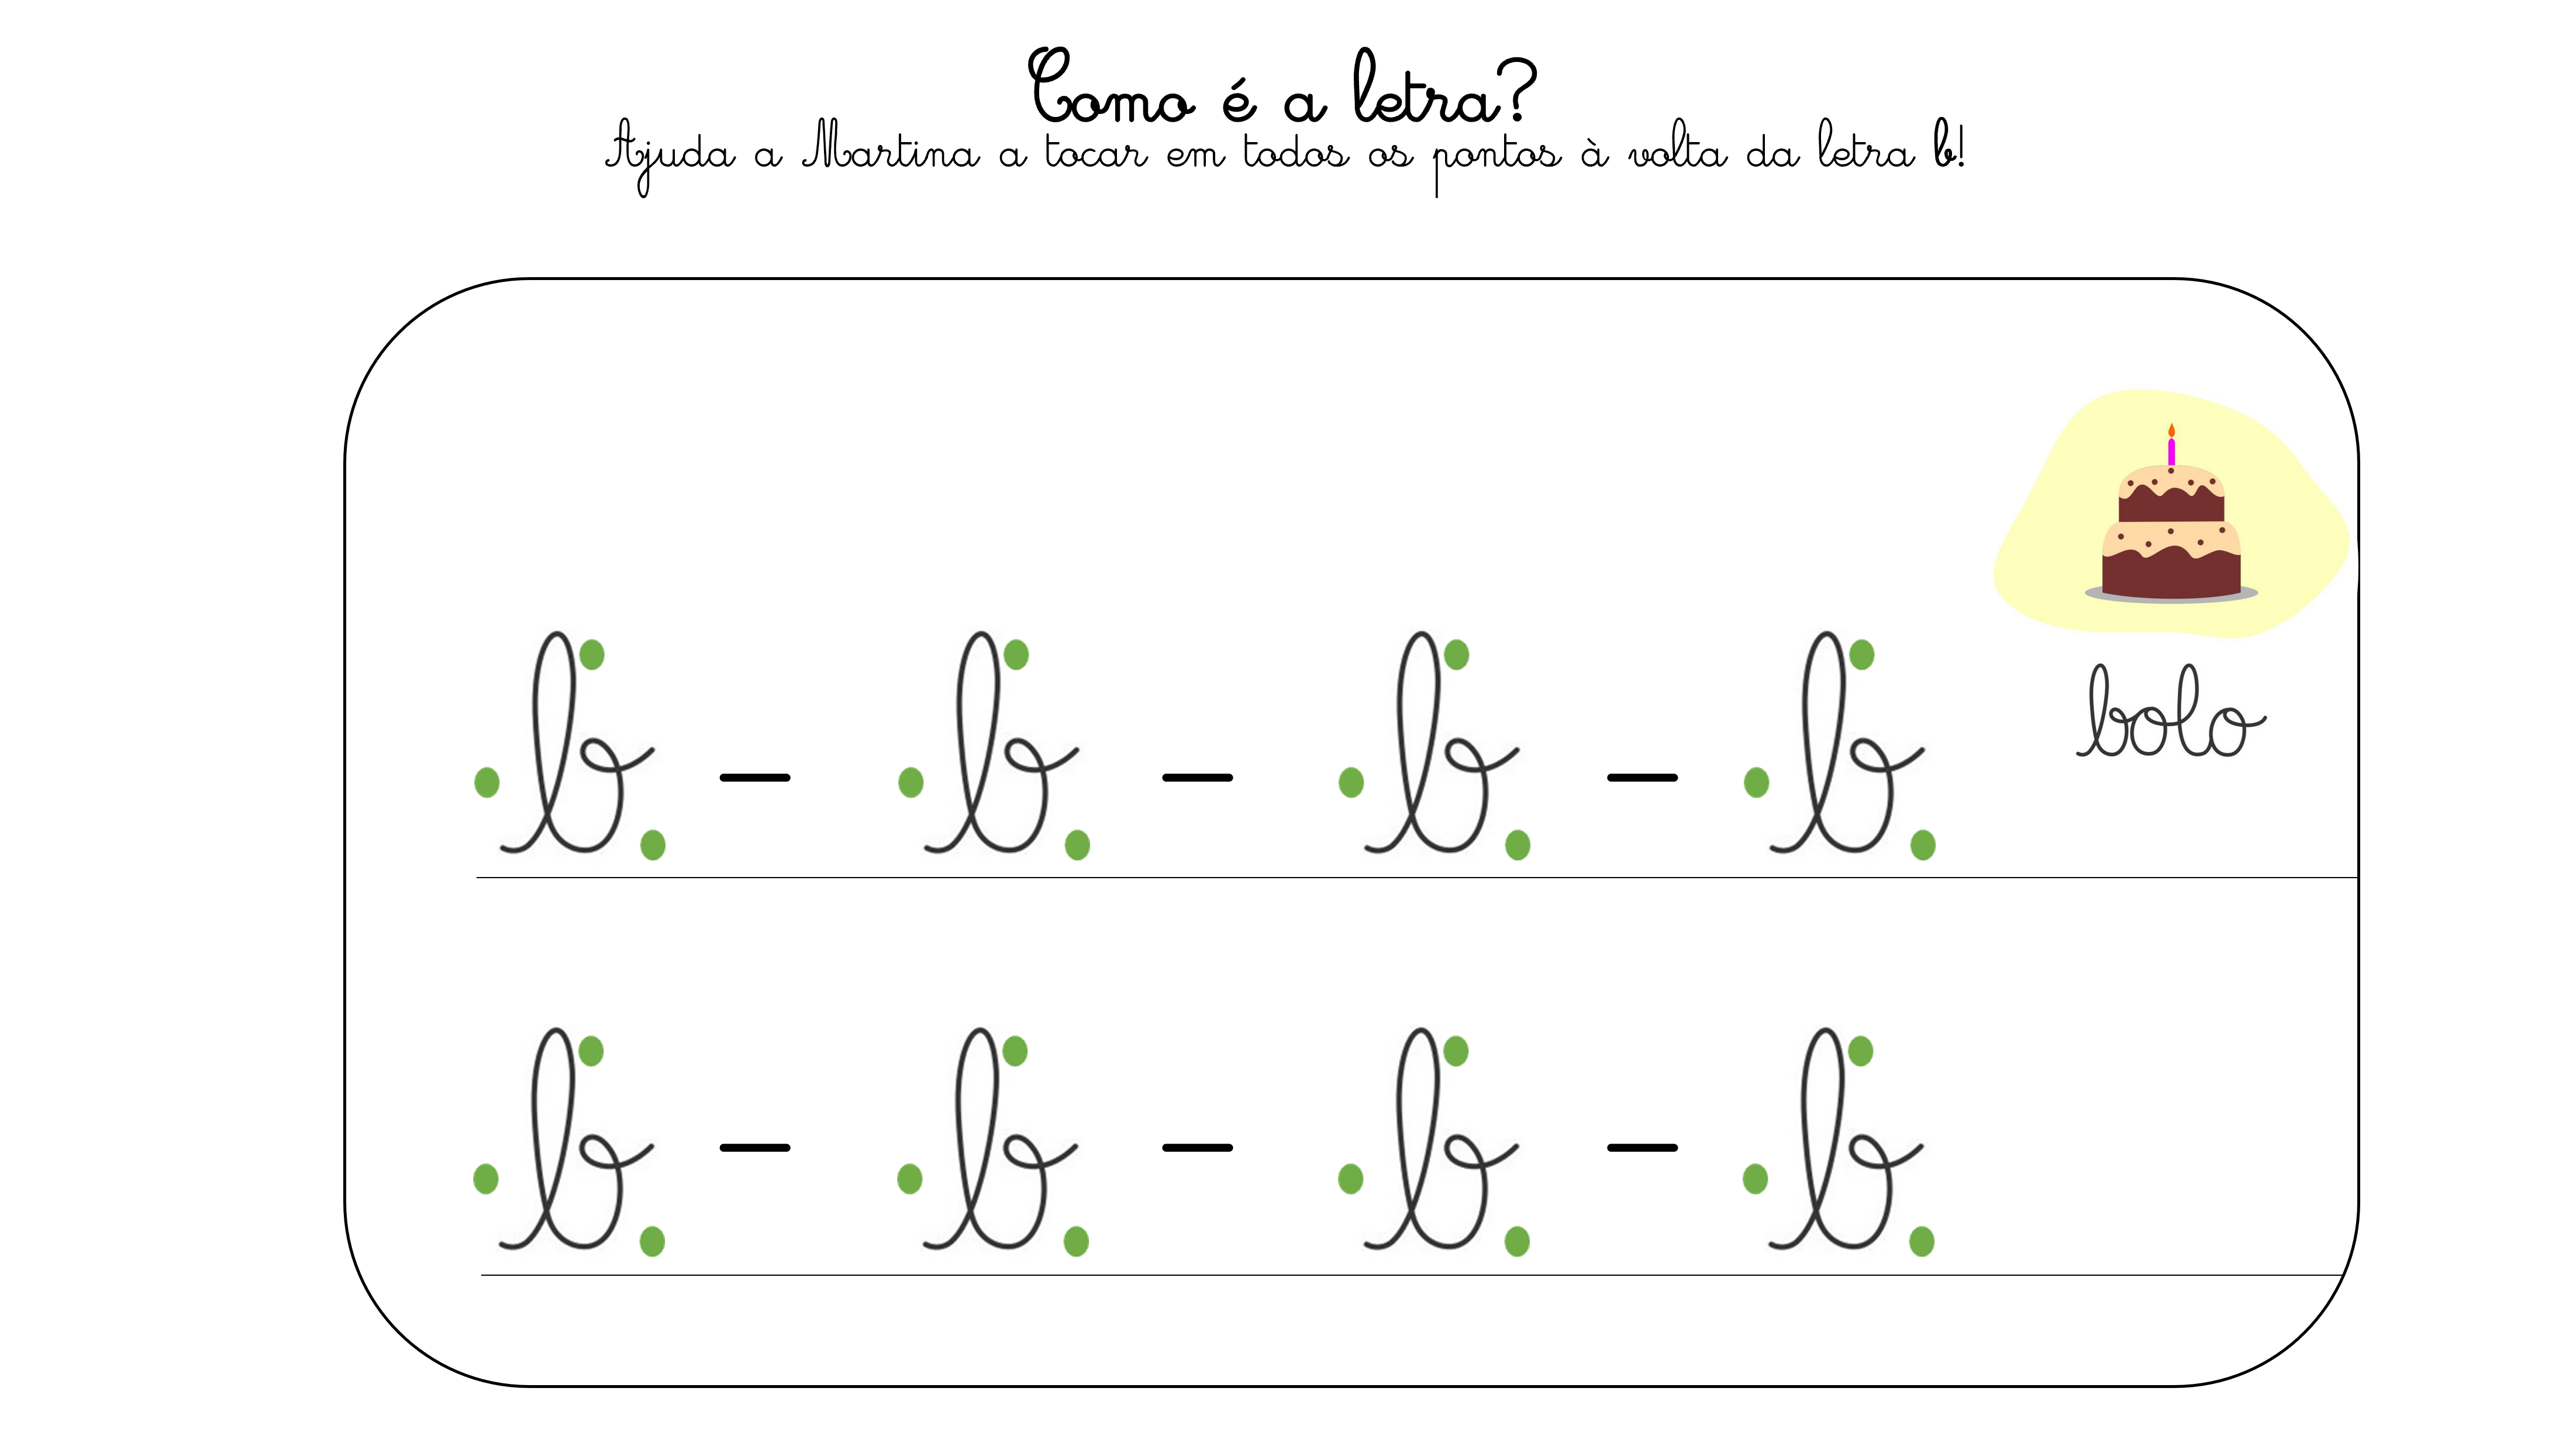 Como é a letra?
Ajuda a Martina a tocar em todos os pontos à volta da letra b!
bolo
b - b - b - b
b - b - b - b